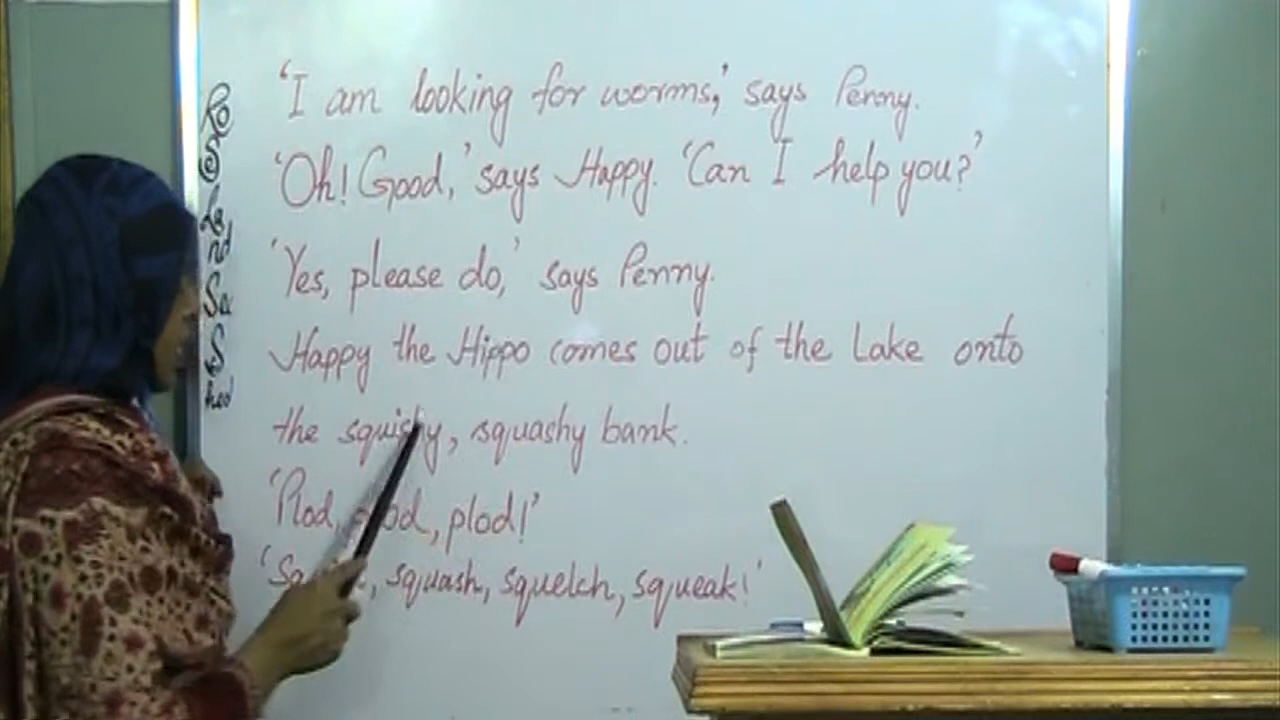 'I am looking for worms,' says Penny.
'Oh! Good,' says Happy. 'Can I help you?'
'Yes, please do,' says Penny.
Happy the Hippo comes out of the Lake onto
the squishy, squashy bank.
'Plod, plod, plod!'
squash, squelch, squeak!'